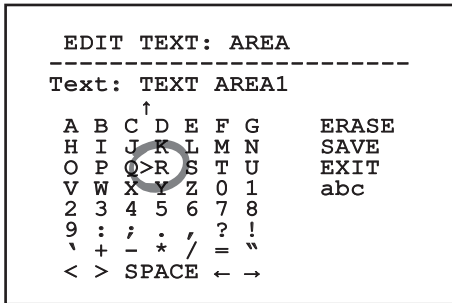 EDIT TEXT: AREA
------------------------
Text: TEXT AREA1
↑
A B C D E F G ERASE
H I J K L M N SAVE
O P Q>R S T U EXIT
V W X Y Z 0 1 abc
2 3 4 5 6 7 8
9 : ; . , ? !
‵ + − * / = ‶
< > SPACE ← →